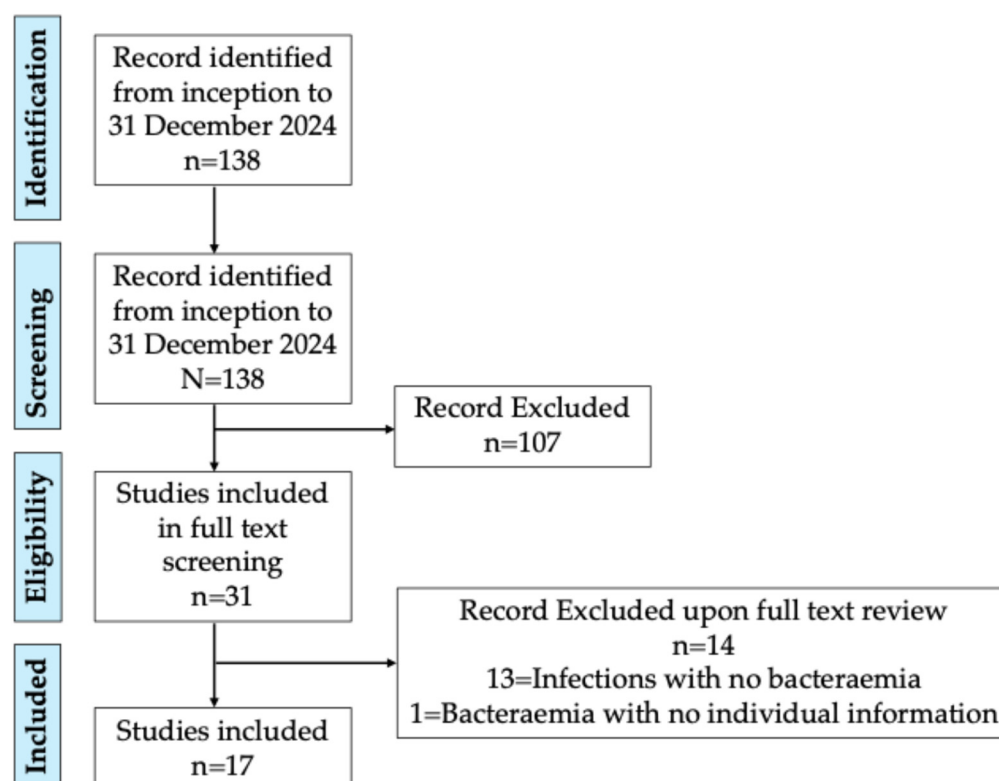 Identification
Record identified
from inception to
31 December 2024
n=138
Screening
Record identified
from inception to
31 December 2024
N=138
Record Excluded
n=107
Eligibility
Studies included
in full text
screening
n=31
Record Excluded upon full text review
n=14
13=Infections with no bacteraemia
1=Bacteraemia with no individual information
Included
Studies included
n=17